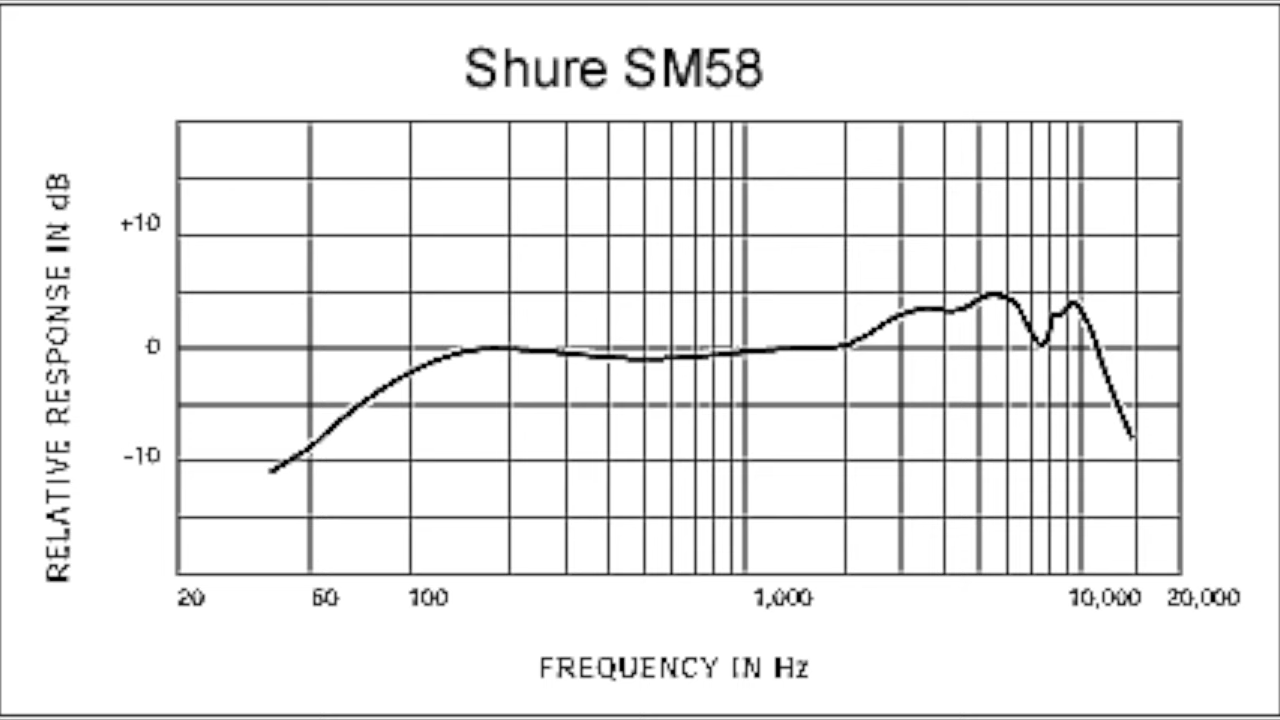 Shure SM58
RELATIVE RESPONSE IN dB
+10
0
-10
20 50 100 1,000 10,000 20,000
FREQUENCY IN Hz